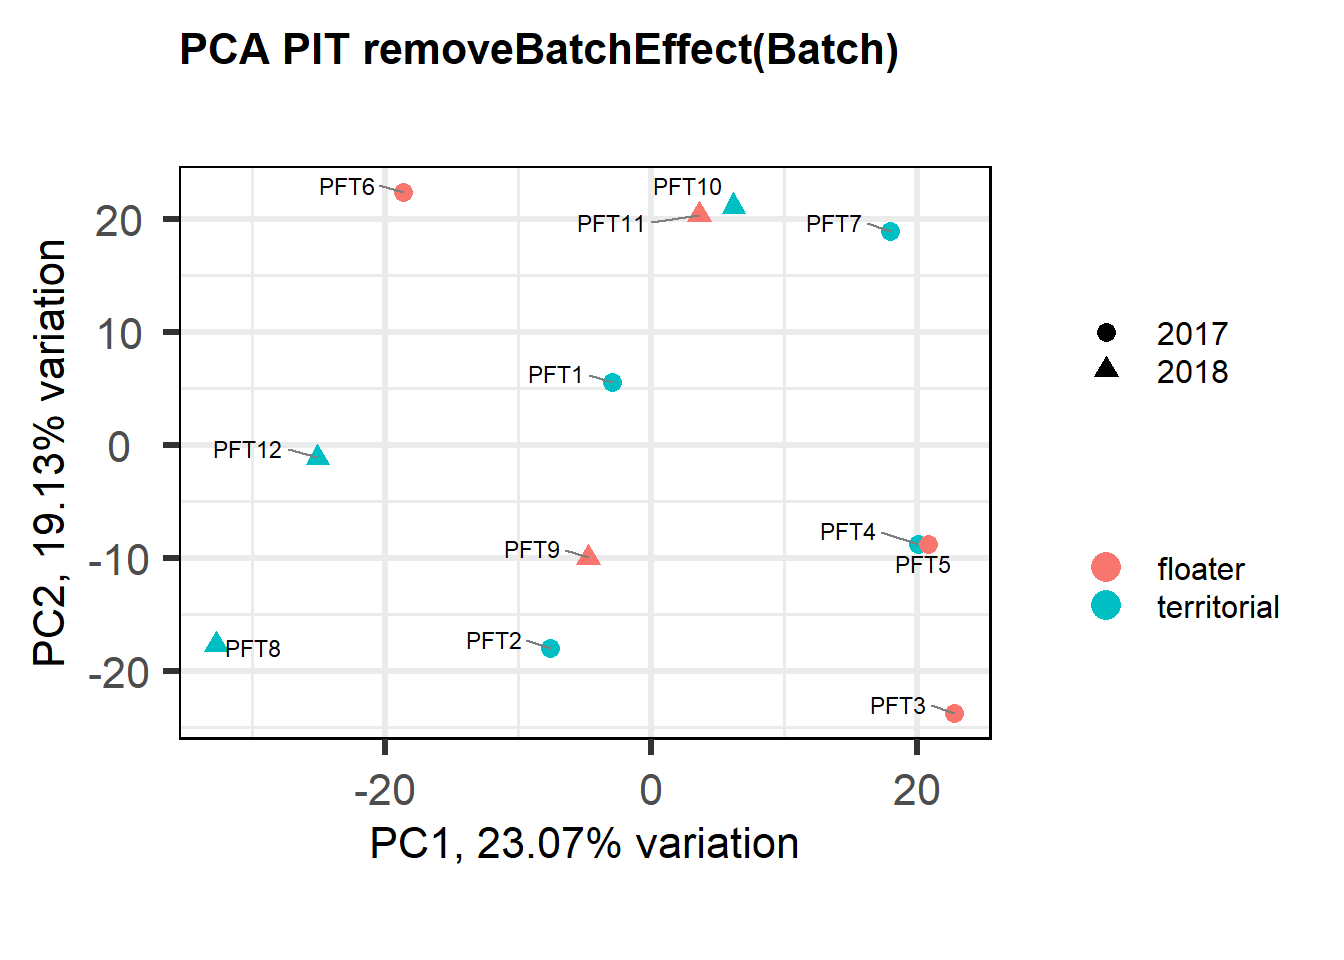 PCA PIT removeBatchEffect(Batch)
PFT6
PFT10
PFT11
PFT7
PFT1
PFT12
PFT4
PFT9
PFT5
PFT2
PFT8
PFT3
20
10
0
-10
-20
PC2, 19.13% variation
-20
0
20
PC1, 23.07% variation
2017
2018
floater
territorial